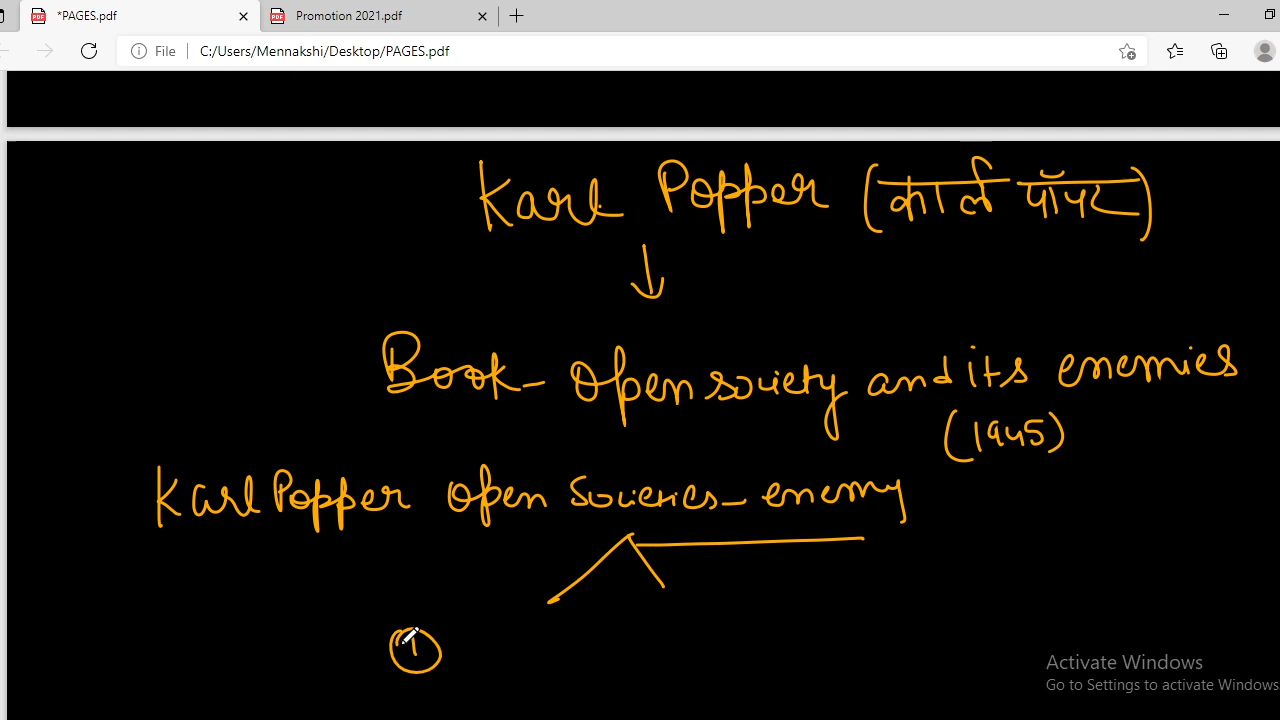 *PAGES.pdf
Promotion 2021.pdf
File C:/Users/Mennakshi/Desktop/PAGES.pdf
Karl Popper (कार्ल पॉपर)
Book - Open society and its enemies
(1945)
Karl Popper Open Societies - enemy
1
Activate Windows
Go to Settings to activate Windows